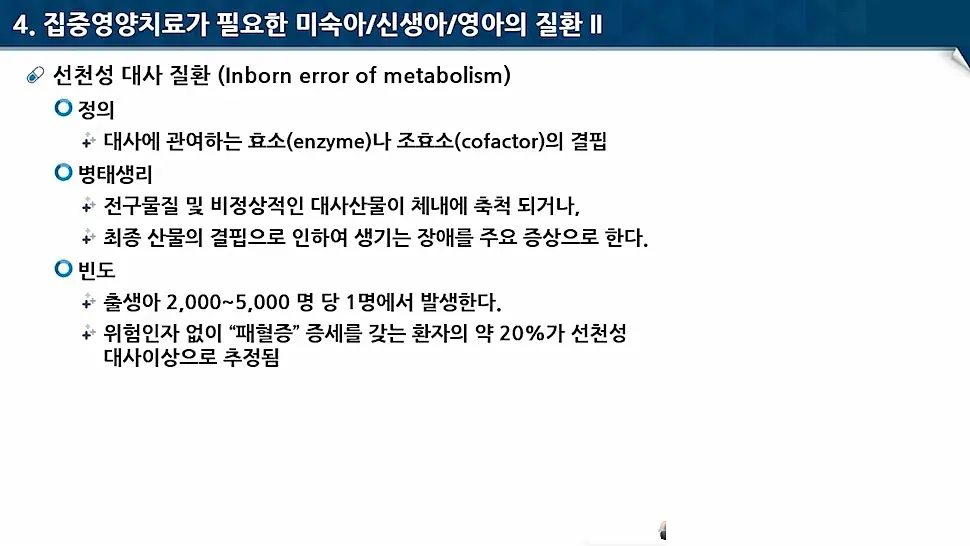 4. 집중영양치료가 필요한 미숙아/신생아/영아의 질환 II
선천성 대사 질환 (Inborn error of metabolism)
정의
대사에 관여하는 효소(enzyme)나 조효소(cofactor)의 결핍
병태생리
전구물질 및 비정상적인 대사산물이 체내에 축척 되거나,
최종 산물의 결핍으로 인하여 생기는 장애를 주요 증상으로 한다.
빈도
출생아 2,000~5,000 명 당 1명에서 발생한다.
위험인자 없이 “패혈증” 증세를 갖는 환자의 약 20%가 선천성
대사이상으로 추정됨